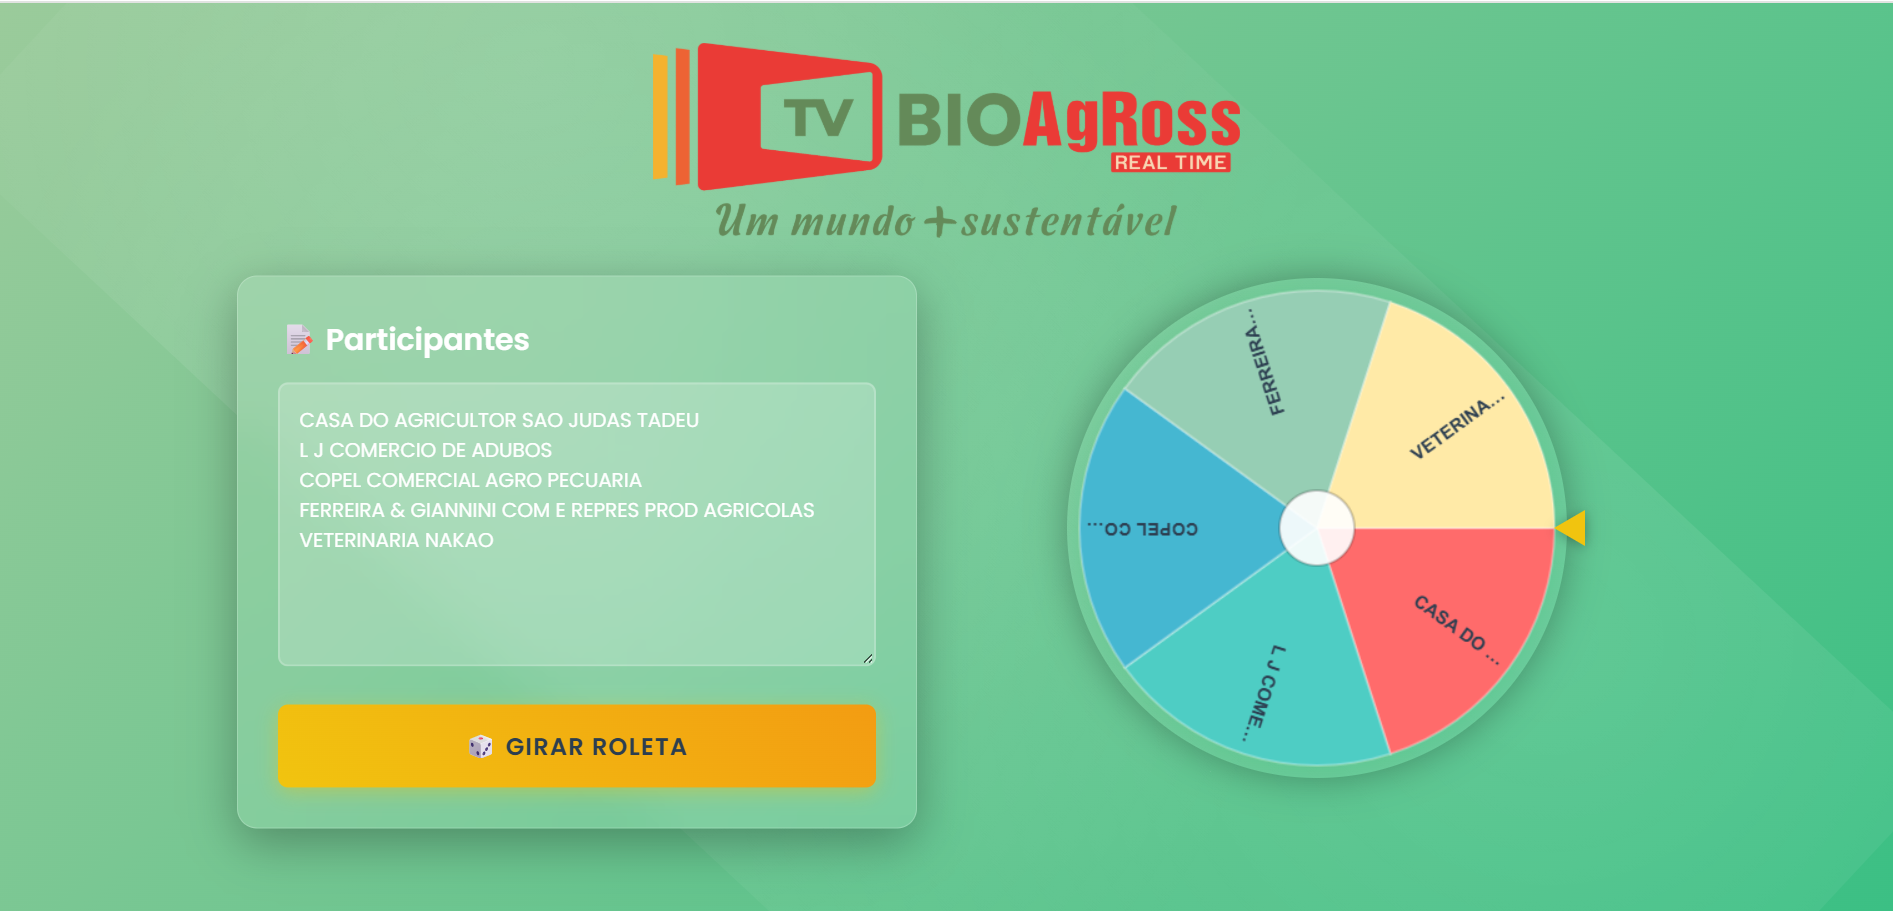 TV BIOAgRoss
REAL TIME
Um mundo + sustentável
Participantes
CASA DO AGRICULTOR SAO JUDAS TADEU
L J COMERCIO DE ADUBOS
COPEL COMERCIAL AGRO PECUARIA
FERREIRA & GIANNINI COM E REPRES PROD AGRICOLAS
VETERINARIA NAKAO
GIRAR ROLETA
FERREIRA...
VETERINA...
COPEL CO...
CASA DO ...
L J COME...